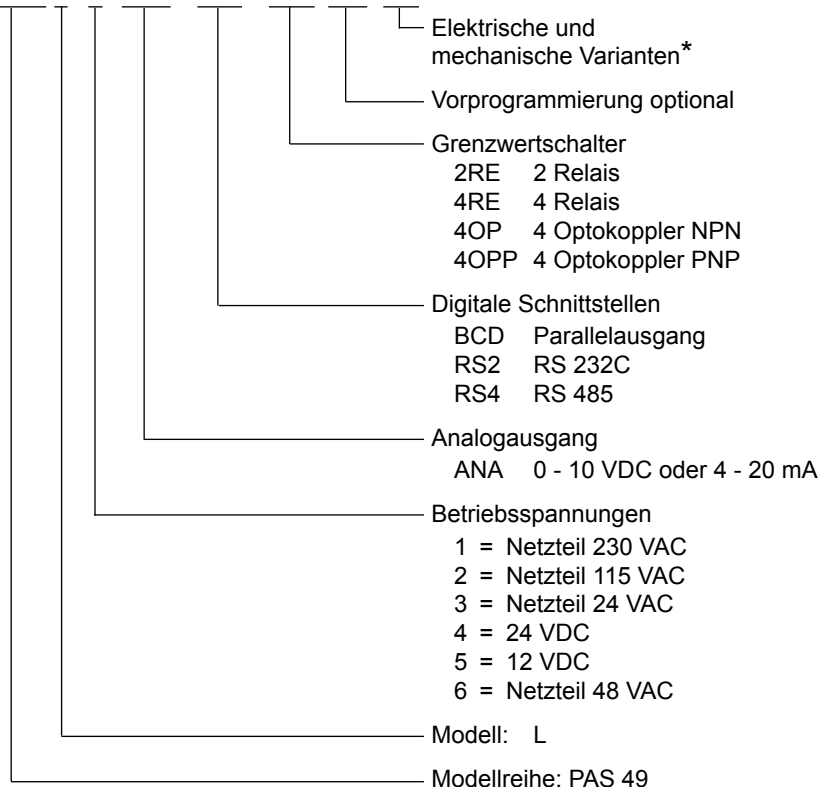 Elektrische und
mechanische Varianten*
Vorprogrammierung optional
Grenzwertschalter
2RE 2 Relais
4RE 4 Relais
4OP 4 Optokoppler NPN
4OPP 4 Optokoppler PNP
Digitale Schnittstellen
BCD Parallelausgang
RS2 RS 232C
RS4 RS 485
Analogausgang
ANA 0 - 10 VDC oder 4 - 20 mA
Betriebsspannungen
1 = Netzteil 230 VAC
2 = Netzteil 115 VAC
3 = Netzteil 24 VAC
4 = 24 VDC
5 = 12 VDC
6 = Netzteil 48 VAC
Modell: L
Modellreihe: PAS 49